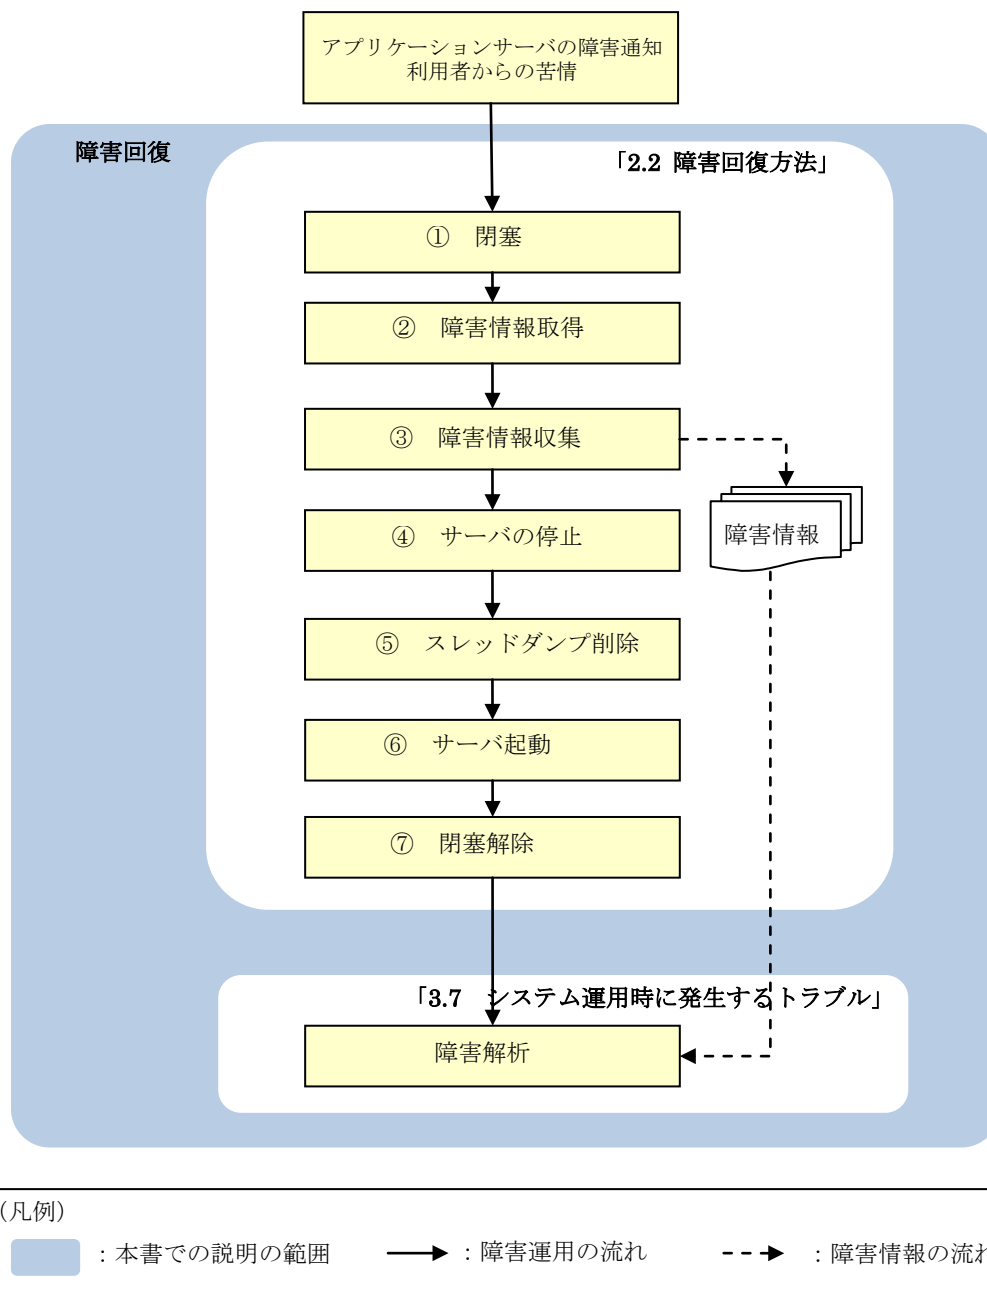 アプリケーションサーバの障害通知
利用者からの苦情
障害回復
「2.2 障害回復方法」
① 閉塞
② 障害情報取得
③ 障害情報収集
④ サーバの停止
障害情報
⑤ スレッドダンプ削除
⑥ サーバ起動
⑦ 閉塞解除
「3.7 システム運用時に発生するトラブル」
障害解析
(凡例)
：本書での説明の範囲
：障害運用の流れ
：障害情報の流れ